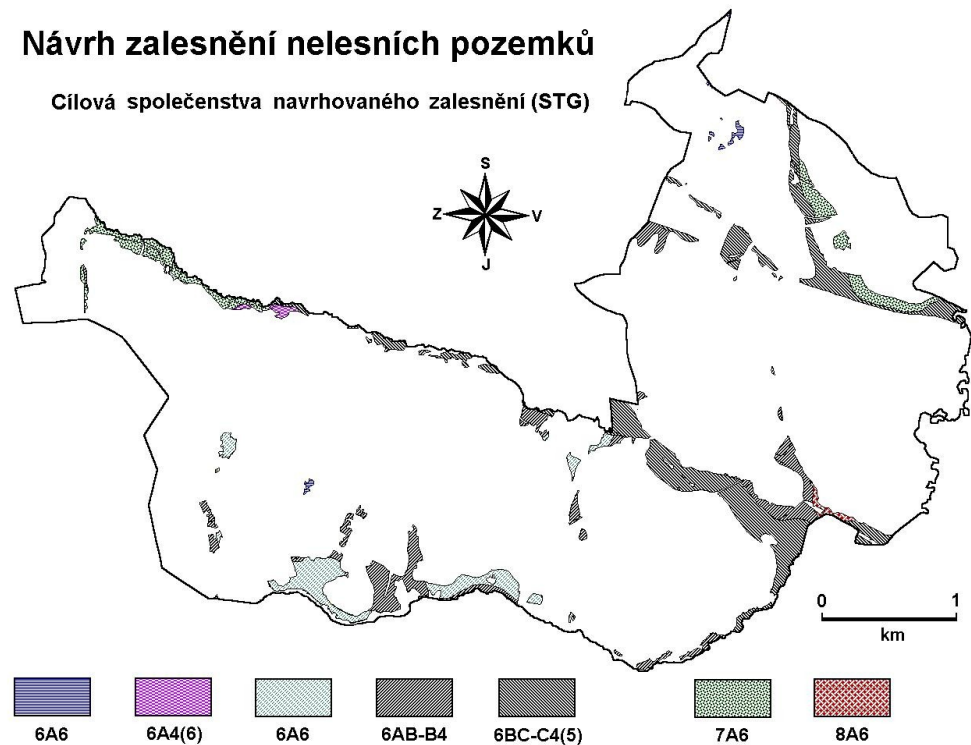 Návrh zalesnění nelesních pozemků
Cílová společenstva navrhovaného zalesnění (STG)
S
Z V
J
0 1
km
6A6 6A4(6) 6A6 6AB-B4 6BC-C4(5) 7A6 8A6